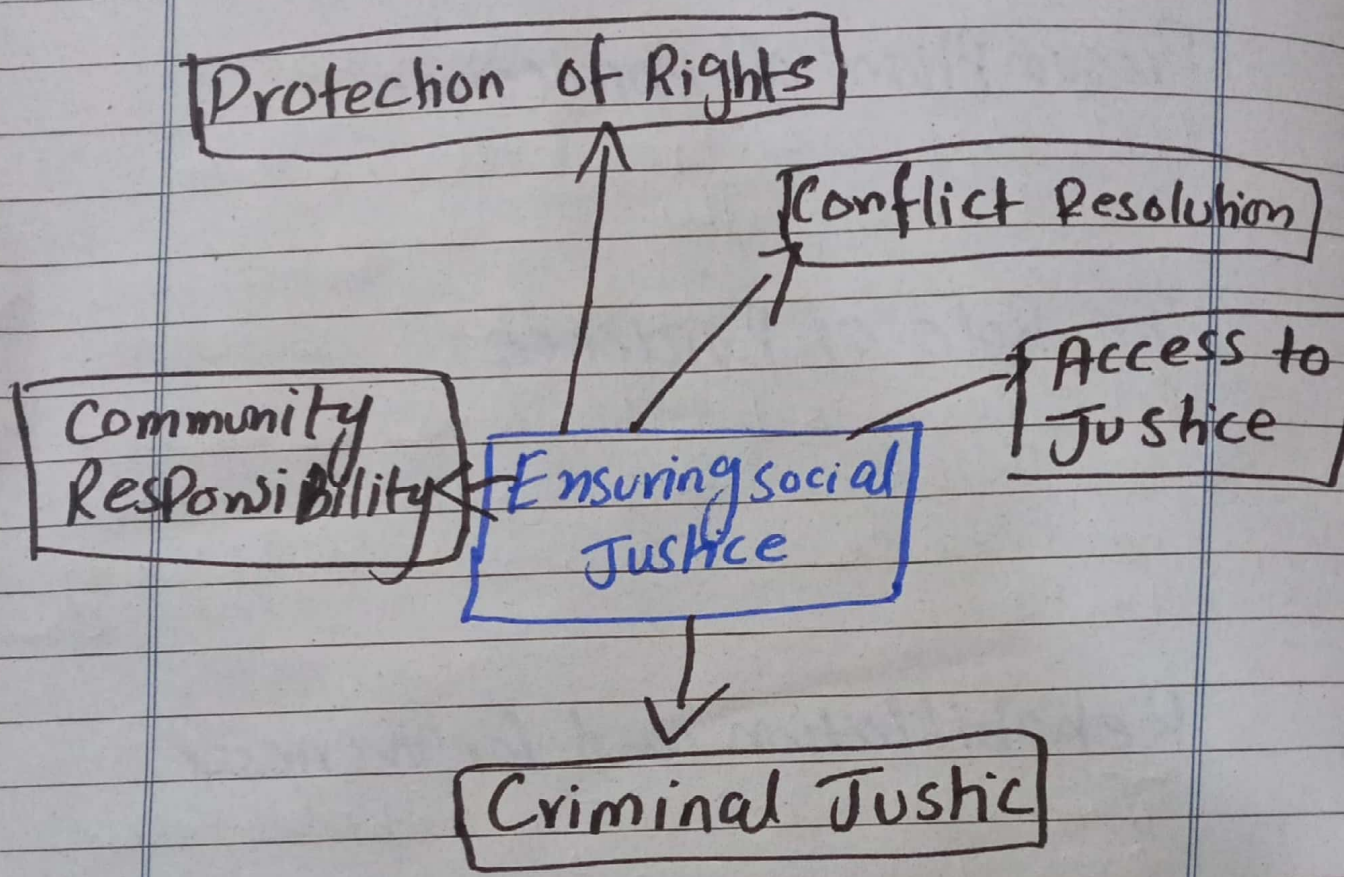 Protection of Rights
Conflict Resolution
Access to
Justice
Community
Responsibility
Ensuring social
Justice
Criminal Justic